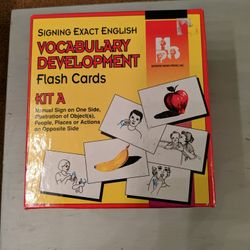 SIGNING EXACT ENGLISH
VOCABULARY
DEVELOPMENT
Flash Cards
KIT A
Manual Sign on One Side,
Illustration of Object(s),
People, Places or Actions
on Opposite Side